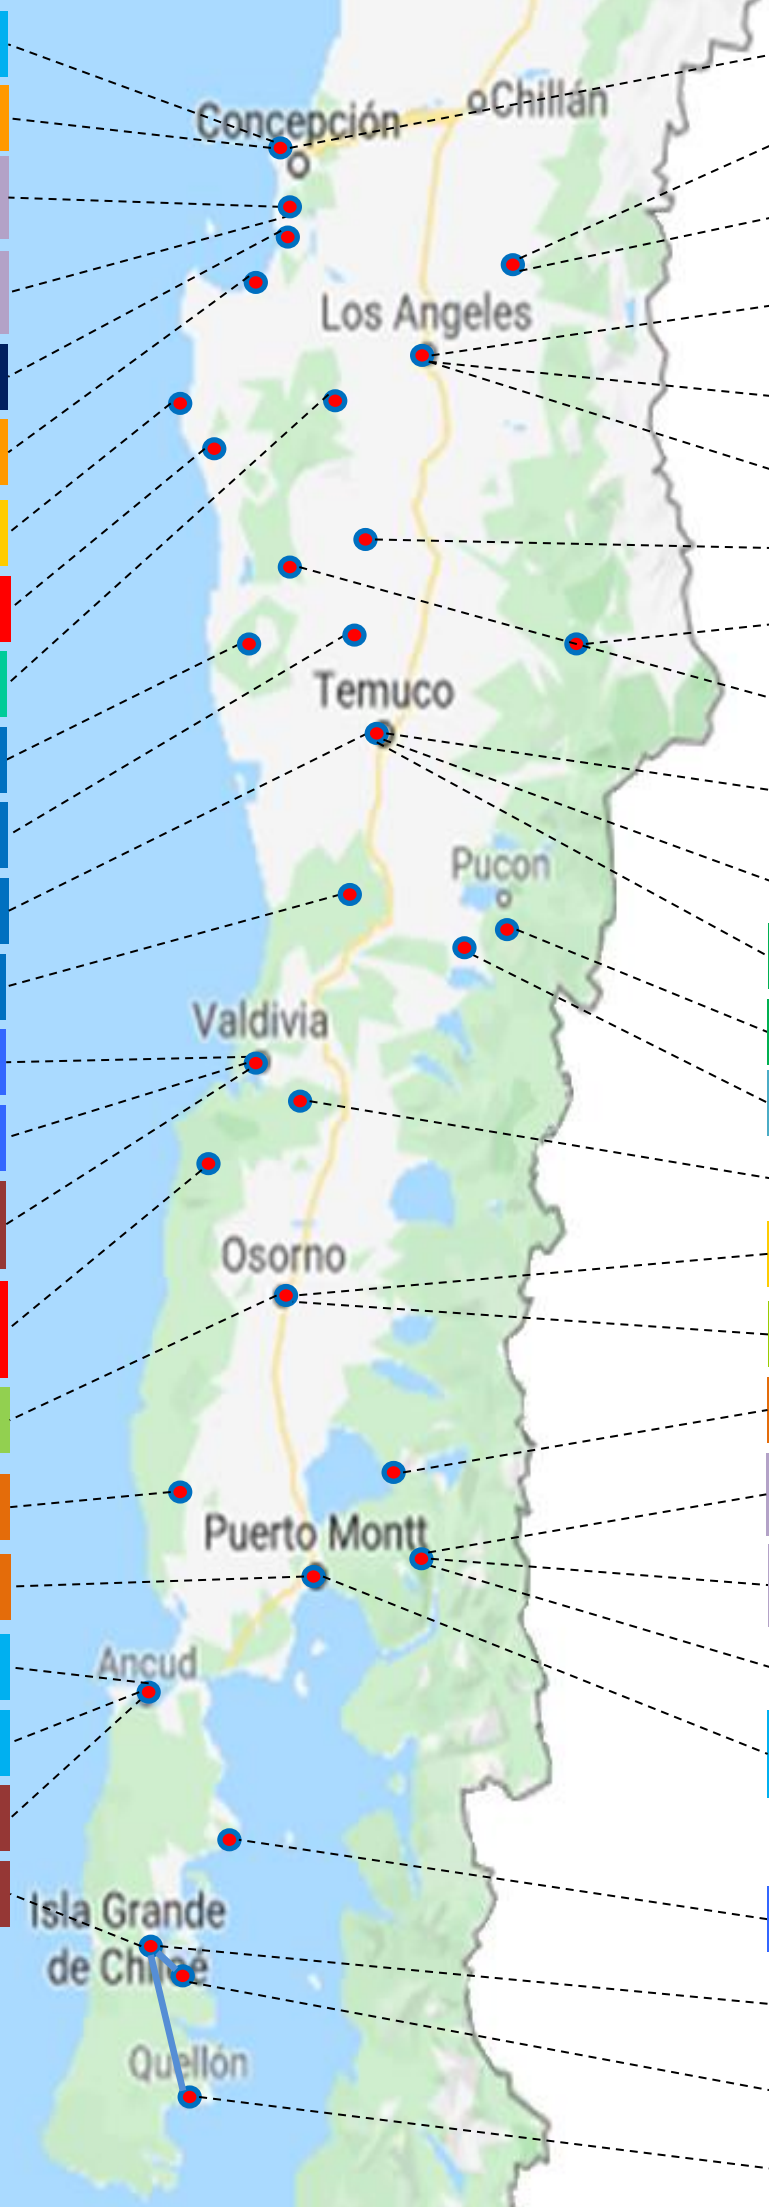 Chillán
Concepción
Los Angeles
Temuco
Pucon
Valdivia
Osorno
Puerto Montt
Ancud
Isla Grande
de Chiloé
Quellón